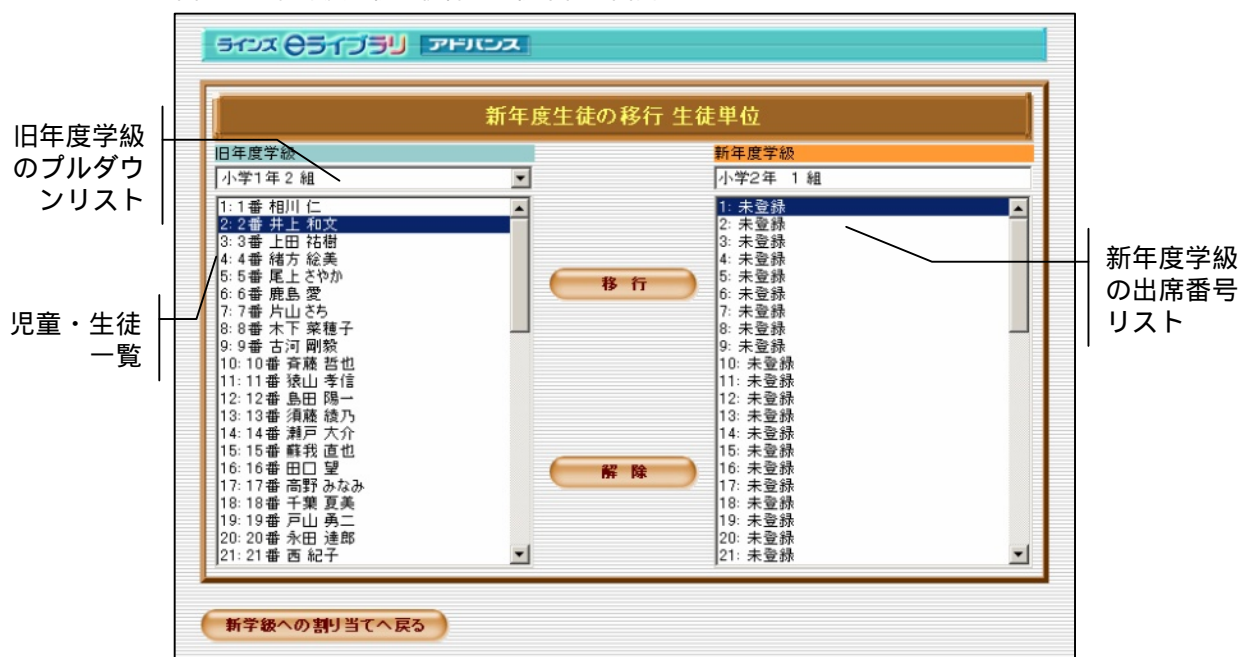 ラインズ eライブラリ アドバンス
新年度生徒の移行 生徒単位
旧年度学級
のプルダウ
ンリスト
児童・生徒
一覧
旧年度学級
小学1年2 組
1: 1番 相川 仁
2: 2番 井上 和文
3: 3番 上田 祐樹
4: 4番 緒方 絵美
5: 5番 尾上 さやか
6: 6番 鹿島 愛
7: 7番 片山 さち
8: 8番 木下 菜穂子
9: 9番 古河 剛毅
10: 10番 斉藤 哲也
11: 11番 猿山 孝信
12: 12番 島田 陽一
13: 13番 須藤 綾乃
14: 14番 瀬戸 大介
15: 15番 蘇我 直也
16: 16番 田口 望
17: 17番 高野 みなみ
18: 18番 千葉 夏美
19: 19番 戸山 勇二
20: 20番 永田 達郎
21: 21番 西 紀子
移 行
解 除
新年度学級
小学2年 1 組
1: 未登録
2: 未登録
3: 未登録
4: 未登録
5: 未登録
6: 未登録
7: 未登録
8: 未登録
9: 未登録
10: 未登録
11: 未登録
12: 未登録
13: 未登録
14: 未登録
15: 未登録
16: 未登録
17: 未登録
18: 未登録
19: 未登録
20: 未登録
21: 未登録
新年度学級
の出席番号
リスト
新学級への割り当てへ戻る